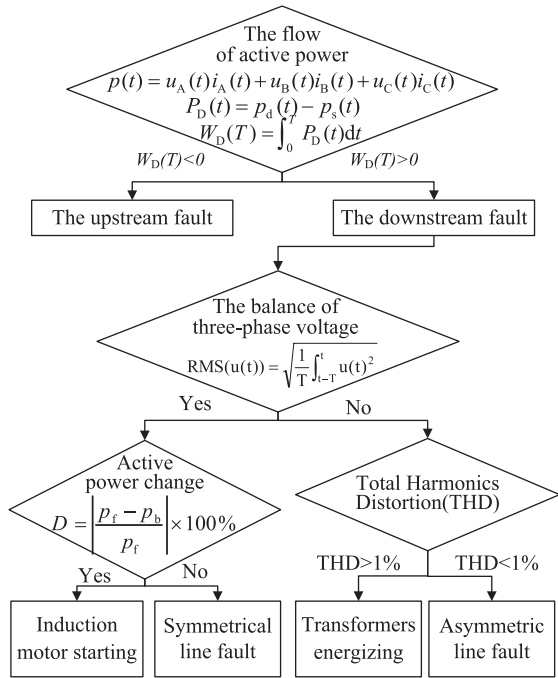 The flow
of active power
p(t) = u_A(t)i_A(t) + u_B(t)i_B(t) + u_C(t)i_C(t)
P_D(t) = p_d(t) − p_s(t)
W_D(T) = ∫_0^T P_D(t)dt
W_D(T)<0
W_D(T)>0
The upstream fault
The downstream fault
The balance of
three-phase voltage
RMS(u(t)) = √(1/T ∫_{t−T}^{t} u(t)^2)
Yes
No
Active
power change
D = |(p_f − p_b)/p_f| × 100%
Total Harmonics
Distortion(THD)
Yes
No
THD>1%
THD<1%
Induction
motor starting
Symmetrical
line fault
Transformers
energizing
Asymmetric
line fault